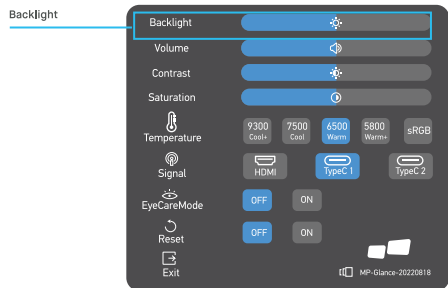 Backlight
Backlight
Volume
Contrast
Saturation
Temperature
9300 Cool+
7500 Cool
6500 Warm
5800 Warm+
sRGB
Signal
HDMI
TypeC 1
TypeC 2
EyeCareMode
OFF
ON
Reset
OFF
ON
Exit
MP-Glance-20220818